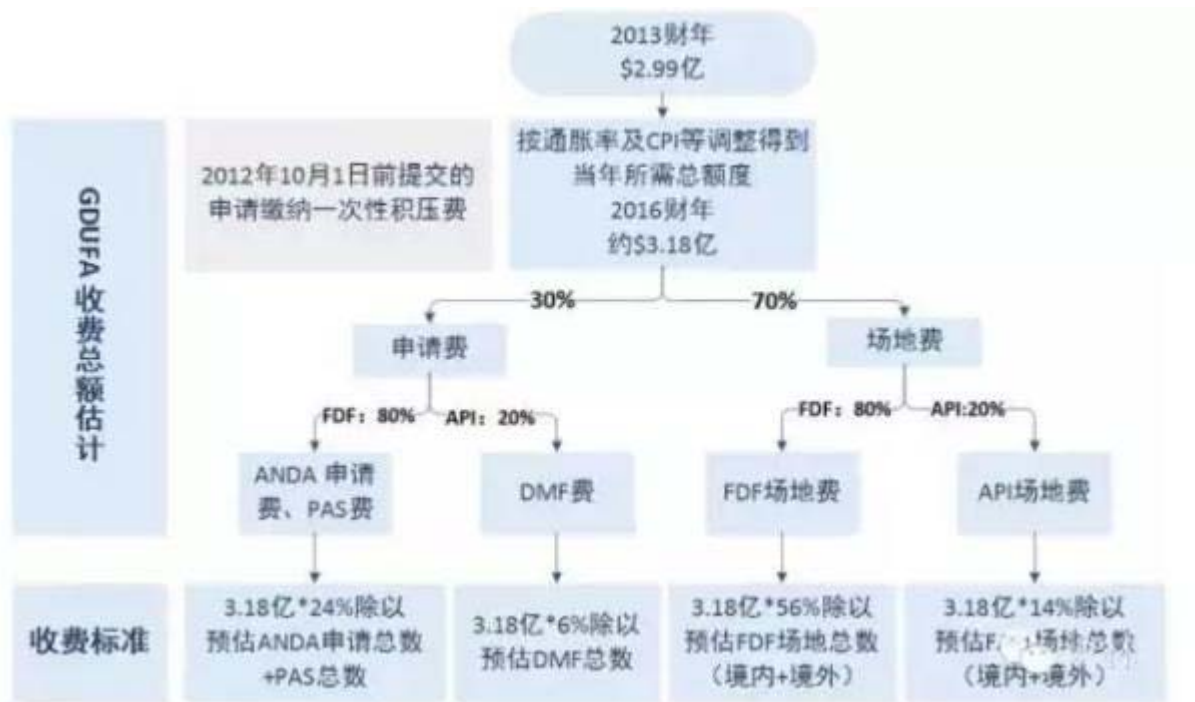 2013财年
$2.99亿
GDUFA 收费总额估计
2012年10月1日前提交的
申请缴纳一次性积压费
按通胀率及CPI等调整得到
当年所需总额度
2016财年
约$3.18亿
30%
70%
申请费
场地费
FDF：80%
API：20%
FDF：80%
API:20%
ANDA 申请
费、PAS费
DMF费
FDF场地费
API场地费
收费标准
3.18亿*24%除以
预估ANDA申请总数
+PAS总数
3.18亿*6%除以
预估DMF总数
3.18亿*56%除以
预估FDF场地总数
（境内+境外）
3.18亿*14%除以
预估 场地总数
（境内+境外）